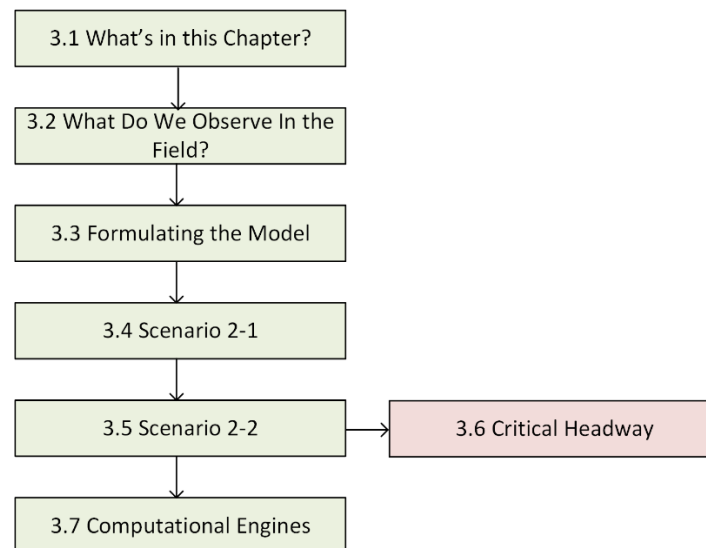 3.1 What’s in this Chapter?
3.2 What Do We Observe In the
Field?
3.3 Formulating the Model
3.4 Scenario 2-1
3.5 Scenario 2-2
3.6 Critical Headway
3.7 Computational Engines